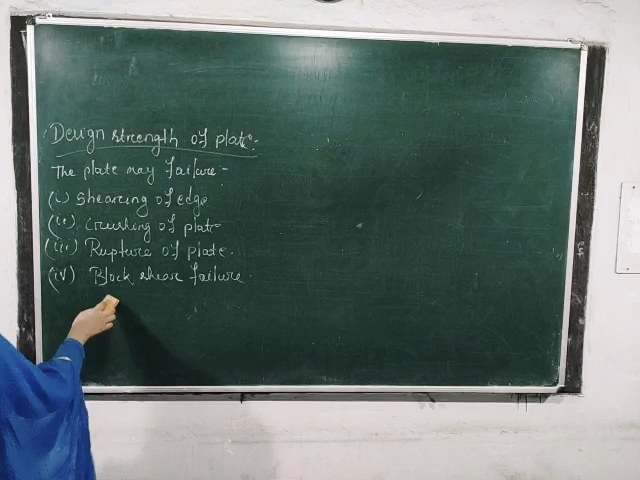 Design strength of plate:-
The plate may failure -
(i) Shearing of edge
(ii) Crushing of plate
(iii) Rupture of plate.
(iv) Block shear failure.